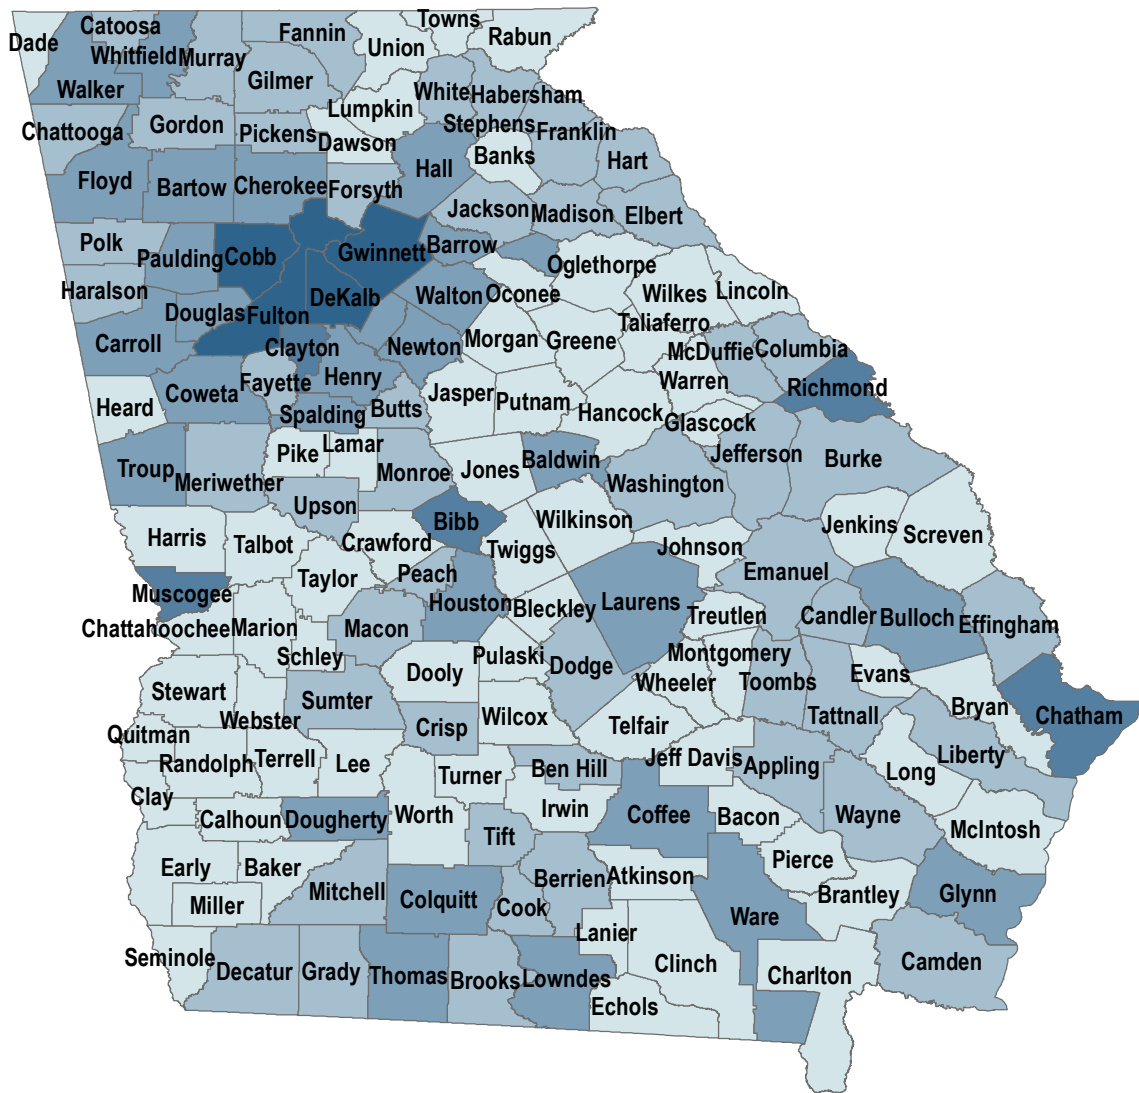 Towns
Catoosa
Fannin
Rabun
Dade
Union
Whitfield
Murray
Gilmer
Walker
White
Habersham
Lumpkin
Chattooga
Gordon
Pickens
Stephens
Franklin
Dawson
Banks
Hart
Hall
Floyd
Bartow
Cherokee
Forsyth
Jackson
Madison
Elbert
Polk
Paulding
Cobb
Gwinnett
Barrow
Oglethorpe
Haralson
DeKalb
Walton
Oconee
Wilkes
Lincoln
Douglas
Fulton
Taliaferro
Carroll
Clayton
Newton
Morgan
Greene
McDuffie
Columbia
Coweta
Fayette
Henry
Warren
Richmond
Heard
Spalding
Butts
Jasper
Putnam
Hancock
Glascock
Pike
Lamar
Troup
Meriwether
Monroe
Jones
Baldwin
Jefferson
Burke
Washington
Upson
Bibb
Wilkinson
Harris
Talbot
Crawford
Twiggs
Johnson
Jenkins
Screven
Taylor
Peach
Emanuel
Muscogee
Houston
Bleckley
Laurens
Treutlen
Candler
Bulloch
Effingham
Chattahoochee
Marion
Macon
Schley
Dooly
Pulaski
Dodge
Montgomery
Wheeler
Toombs
Evans
Stewart
Sumter
Webster
Crisp
Wilcox
Telfair
Tattnall
Bryan
Chatham
Quitman
Randolph
Terrell
Lee
Turner
Ben Hill
Jeff Davis
Appling
Long
Liberty
Clay
Calhoun
Dougherty
Worth
Irwin
Coffee
Bacon
Wayne
McIntosh
Tift
Early
Baker
Mitchell
Colquitt
Berrien
Atkinson
Pierce
Brantley
Glynn
Miller
Cook
Ware
Lanier
Seminole
Decatur
Grady
Thomas
Brooks
Lowndes
Clinch
Charlton
Camden
Echols